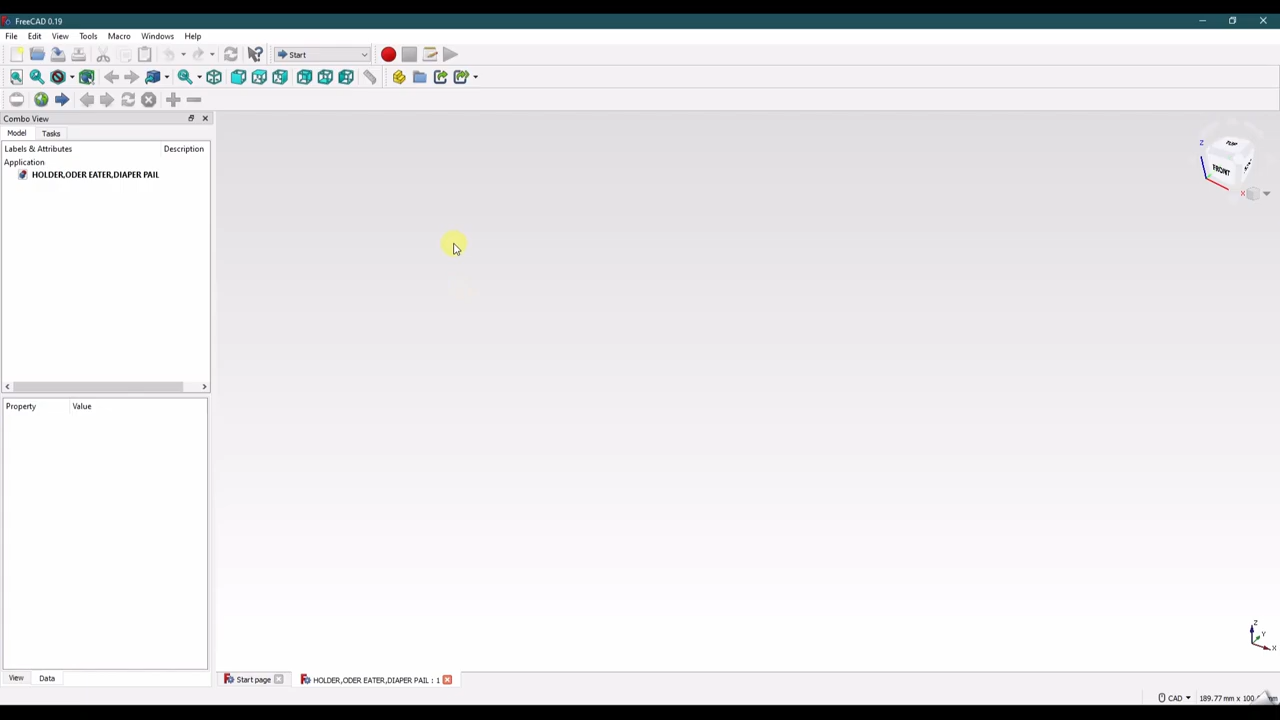 FreeCAD 0.19
File Edit View Tools Macro Windows Help
Start
Combo View
Model Tasks
Labels & Attributes Description
Application
HOLDER,ODER EATER,DIAPER PAIL
Z
FRONT
X
Property Value
Z
Y
X
View Data
Start page
HOLDER,ODER EATER,DIAPER PAIL : 1
CAD
189.77 mm x 100